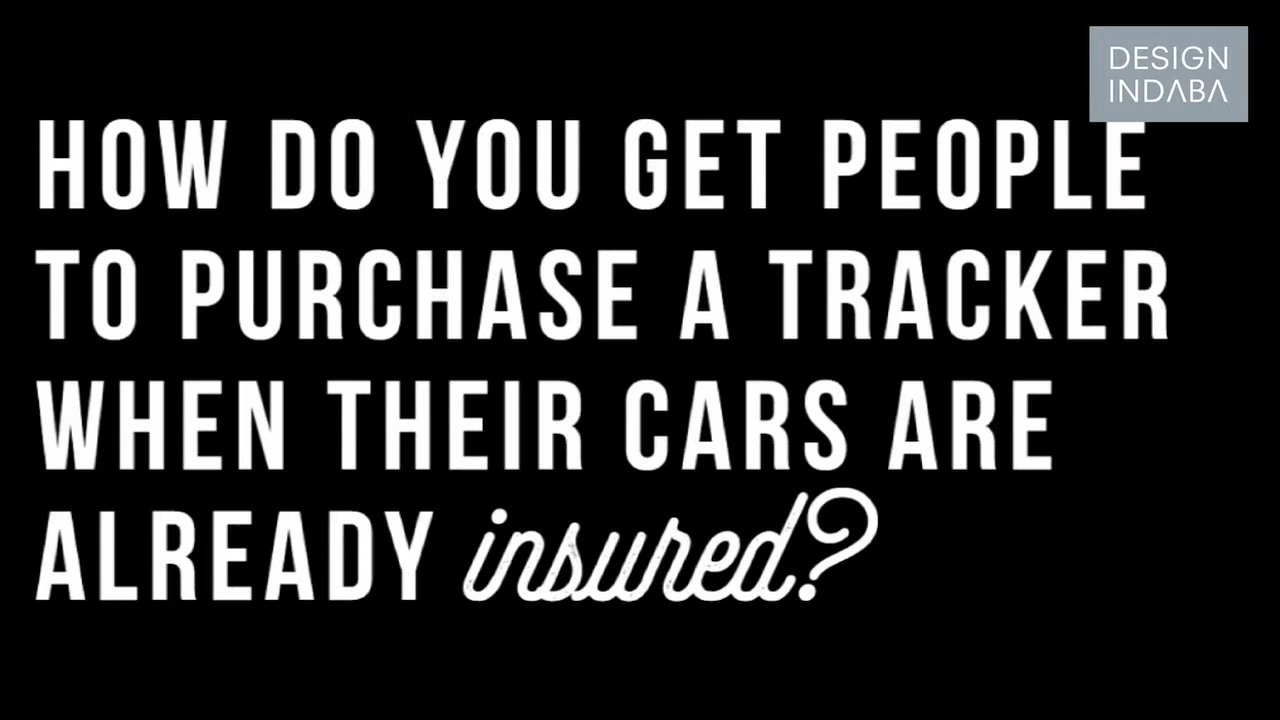 DESIGN
INDABA
HOW DO YOU GET PEOPLE
TO PURCHASE A TRACKER
WHEN THEIR CARS ARE
ALREADY insured?